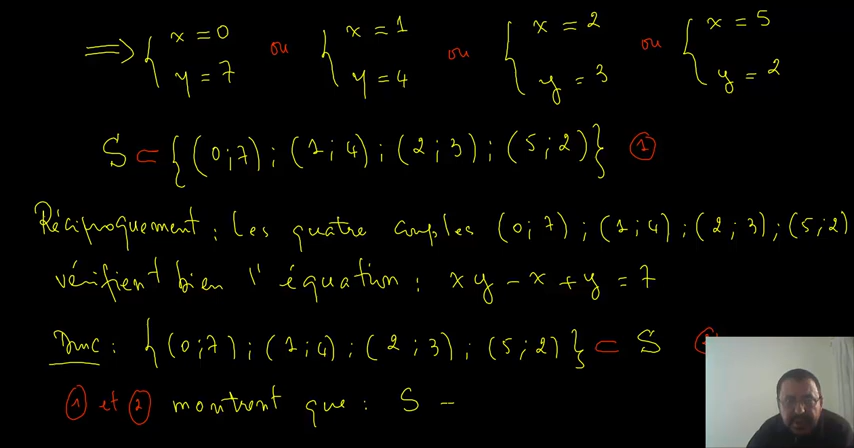 ⟹ { x = 0 y = 7 ou { x = 1 y = 4 ou { x = 2 y = 3 ou { x = 5 y = 2
S ⊂ {(0;7) ; (1;4) ; (2;3) ; (5;2)} ①
Réciproquement : Les quatre couples (0;7) ; (1;4) ; (2;3) ; (5;2)
vérifient bien l'équation : xy - x + y = 7
Donc : {(0;7) ; (1;4) ; (2;3) ; (5;2)} ⊂ S
① et ② montrent que : S -